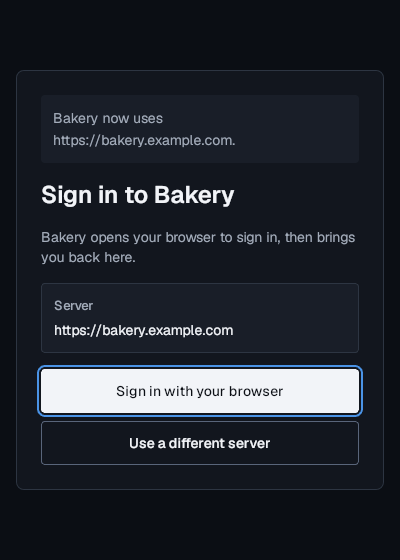 Bakery now uses
https://bakery.example.com.
Sign in to Bakery
Bakery opens your browser to sign in, then brings
you back here.
Server
https://bakery.example.com
Sign in with your browser
Use a different server